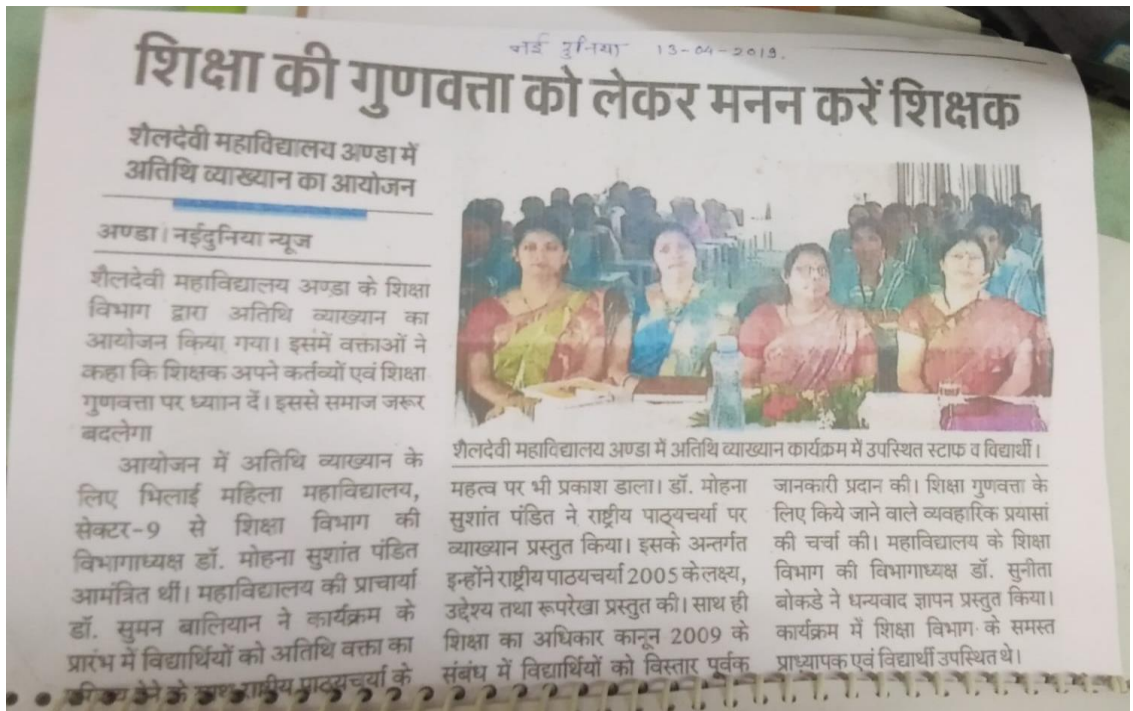 नई दुनिया 13-04-2019.
शिक्षा की गुणवत्ता को लेकर मनन करें शिक्षक
शैलदेवी महाविद्यालय अण्डा में
अतिथि व्याख्यान का आयोजन
अण्डा। नईदुनिया न्यूज
शैलदेवी महाविद्यालय अण्डा के शिक्षा
विभाग द्वारा अतिथि व्याख्यान का
आयोजन किया गया। इसमें वक्ताओं ने
कहा कि शिक्षक अपने कर्तव्यों एवं शिक्षा
गुणवत्ता पर ध्याान दें। इससे समाज जरूर
बदलेगा
आयोजन में अतिथि व्याख्यान के
लिए भिलाई महिला महाविद्यालय,
सेक्टर-9 से शिक्षा विभाग की
विभागाध्यक्ष डॉ. मोहना सुशांत पंडित
आमंत्रित थीं। महाविद्यालय की प्राचार्या
डॉ. सुमन बालियान ने कार्यक्रम के
प्रारंभ में विद्यार्थियों को अतिथि वक्ता का
परिचय देने के साथ राष्ट्रीय पाठ्यचर्या के
शैलदेवी महाविद्यालय अण्डा में अतिथि व्याख्यान कार्यक्रम में उपस्थित स्टाफ व विद्यार्थी।
महत्व पर भी प्रकाश डाला। डॉ. मोहना
सुशांत पंडित ने राष्ट्रीय पाठ्यचर्या पर
व्याख्यान प्रस्तुत किया। इसके अन्तर्गत
इन्होंने राष्ट्रीय पाठयचर्या 2005 के लक्ष्य,
उद्देश्य तथा रूपरेखा प्रस्तुत की। साथ ही
शिक्षा का अधिकार कानून 2009 के
संबंध में विद्यार्थियों को विस्तार पूर्वक
जानकारी प्रदान की। शिक्षा गुणवत्ता के
लिए किये जाने वाले व्यवहारिक प्रयासां
की चर्चा की। महाविद्यालय के शिक्षा
विभाग की विभागाध्यक्ष डॉ. सुनीता
बोकडे ने धन्यवाद ज्ञापन प्रस्तुत किया।
कार्यक्रम में शिक्षा विभाग के समस्त
प्राध्यापक एवं विद्यार्थी उपस्थित थे।